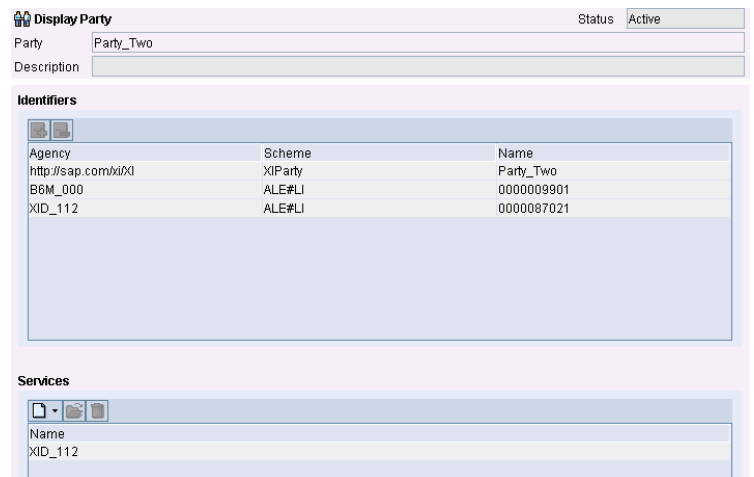 Display Party Status Active
Party Party_Two
Description
Identifiers
Agency Scheme Name
http://sap.com/xi/XI XIParty Party_Two
B6M_000 ALE#LI 0000009901
XID_112 ALE#LI 0000087021
Services
Name
XID_112